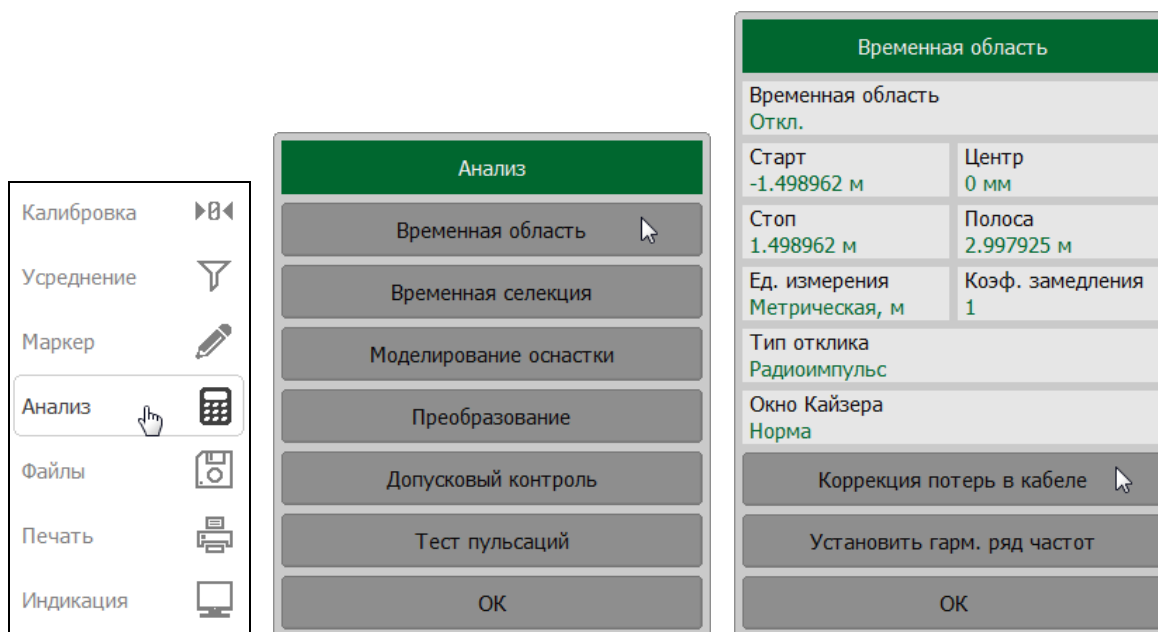 Калибровка
Усреднение
Маркер
Анализ
Файлы
Печать
Индикация
Анализ
Временная область
Временная селекция
Моделирование оснастки
Преобразование
Допусковый контроль
Тест пульсаций
ОК
Временная область
Временная область
Откл.
Старт Центр
-1.498962 м 0 мм
Стоп Полоса
1.498962 м 2.997925 м
Ед. измерения Коэф. замедления
Метрическая, м 1
Тип отклика
Радиоимпульс
Окно Кайзера
Норма
Коррекция потерь в кабеле
Установить гарм. ряд частот
ОК